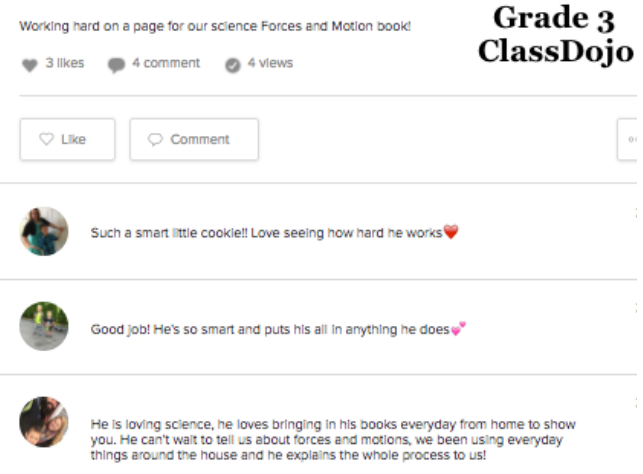 Grade 3
ClassDojo
Working hard on a page for our science Forces and Motion book!
3 likes 4 comment 4 views
Like Comment
Such a smart little cookie!! Love seeing how hard he works❤️
Good job! He's so smart and puts his all in anything he does💕
He is loving science, he loves bringing in his books everyday from home to show
you. He can't wait to tell us about forces and motions, we been using everyday
things around the house and he explains the whole process to us!